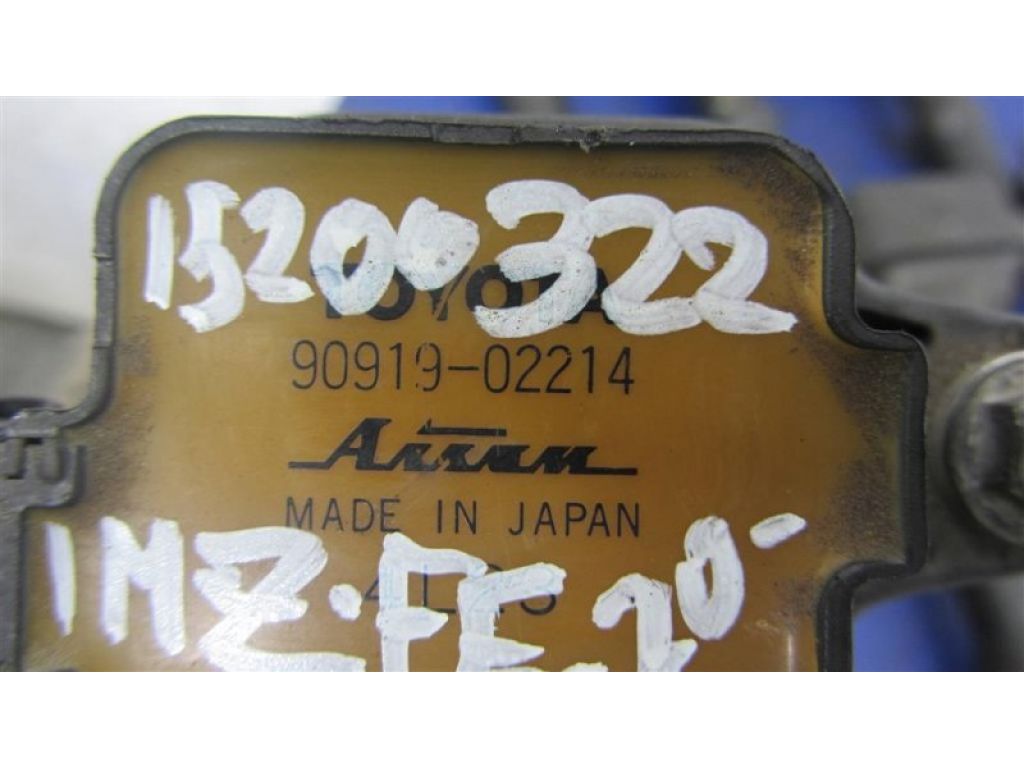 15200322
TOYOTA
90919-02214
Aisan
MADE IN JAPAN
1MZ-FE. 20-